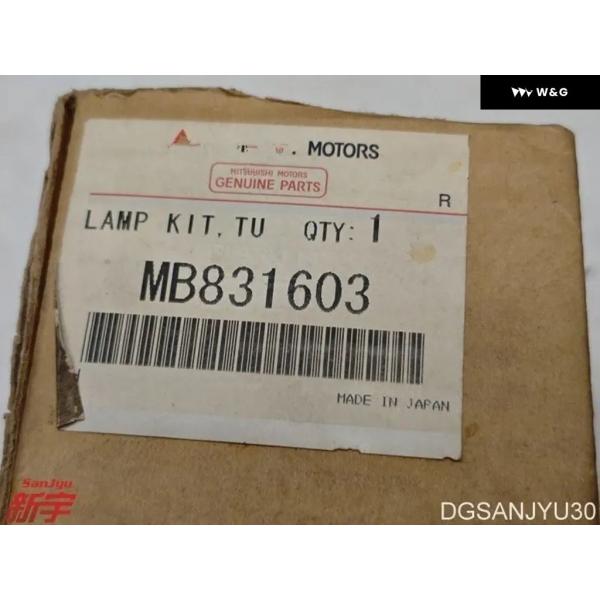 W&G
MOTORS
MITSUBISHI MOTORS
GENUINE PARTS
R
LAMP KIT, TU QTY: 1
MB831603
MADE IN JAPAN
SanJyu
新宇
DGSANJYU30